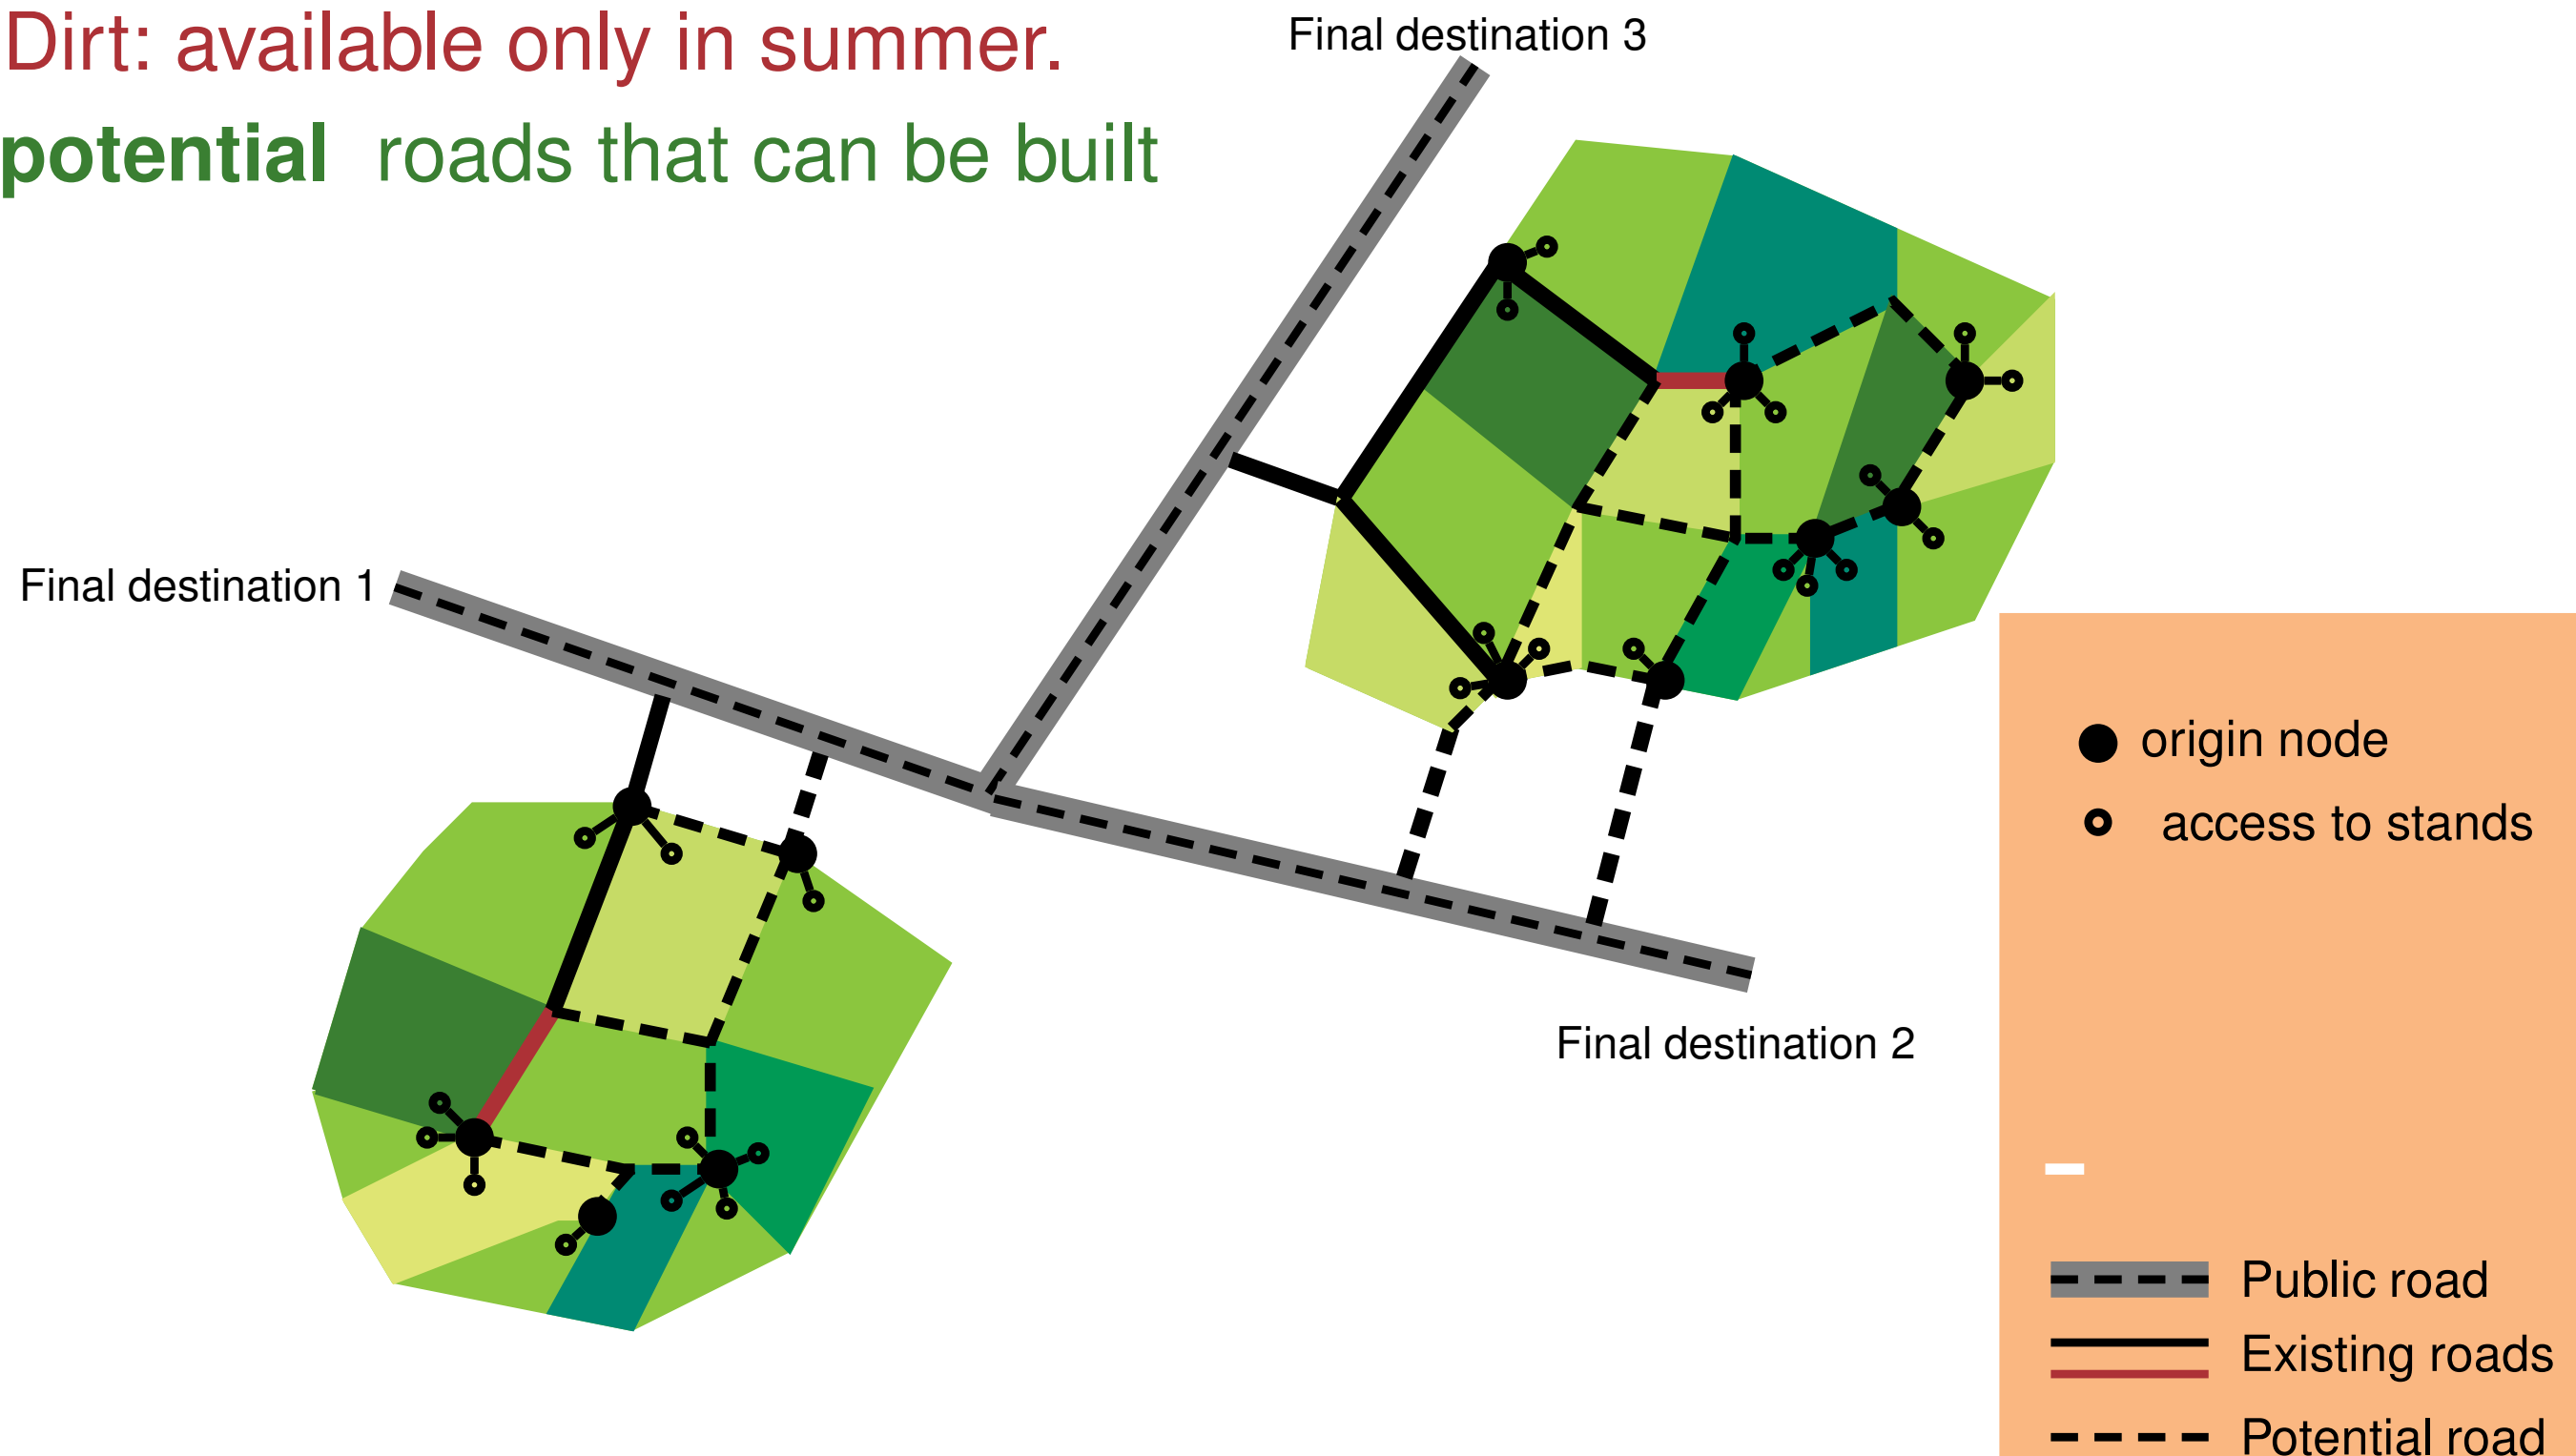 Dirt: available only in summer.
potential roads that can be built
Final destination 3
Final destination 1
Final destination 2
origin node
access to stands
Public road
Existing roads
Potential road